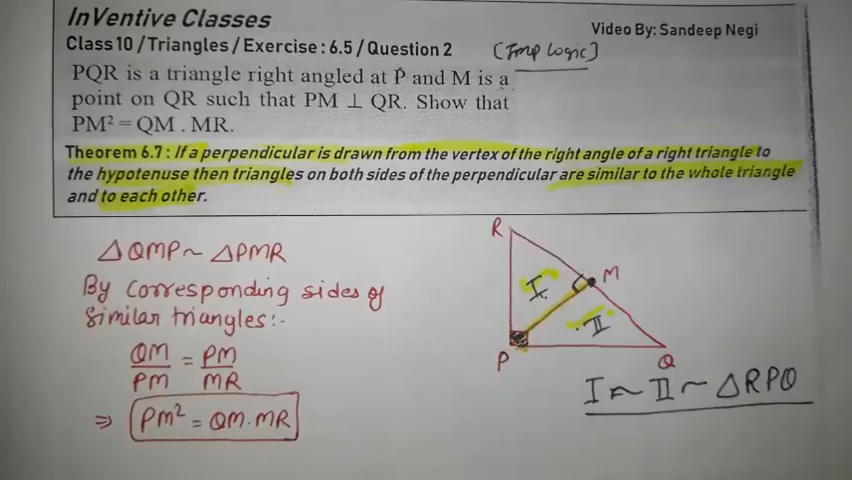 InVentive Classes
Video By: Sandeep Negi
Class 10 / Triangles / Exercise : 6.5 / Question 2
[Imp Logic]
PQR is a triangle right angled at P and M is a
point on QR such that PM ⊥ QR. Show that
PM² = QM . MR.
Theorem 6.7 : If a perpendicular is drawn from the vertex of the right angle of a right triangle to
the hypotenuse then triangles on both sides of the perpendicular are similar to the whole triangle
and to each other.
△QMP ~ △PMR
By Corresponding sides of
similar triangles:-
QM/PM = PM/MR
⇒ PM² = QM·MR
R
M
I
II
P
Q
I ~ II ~ △RPQ